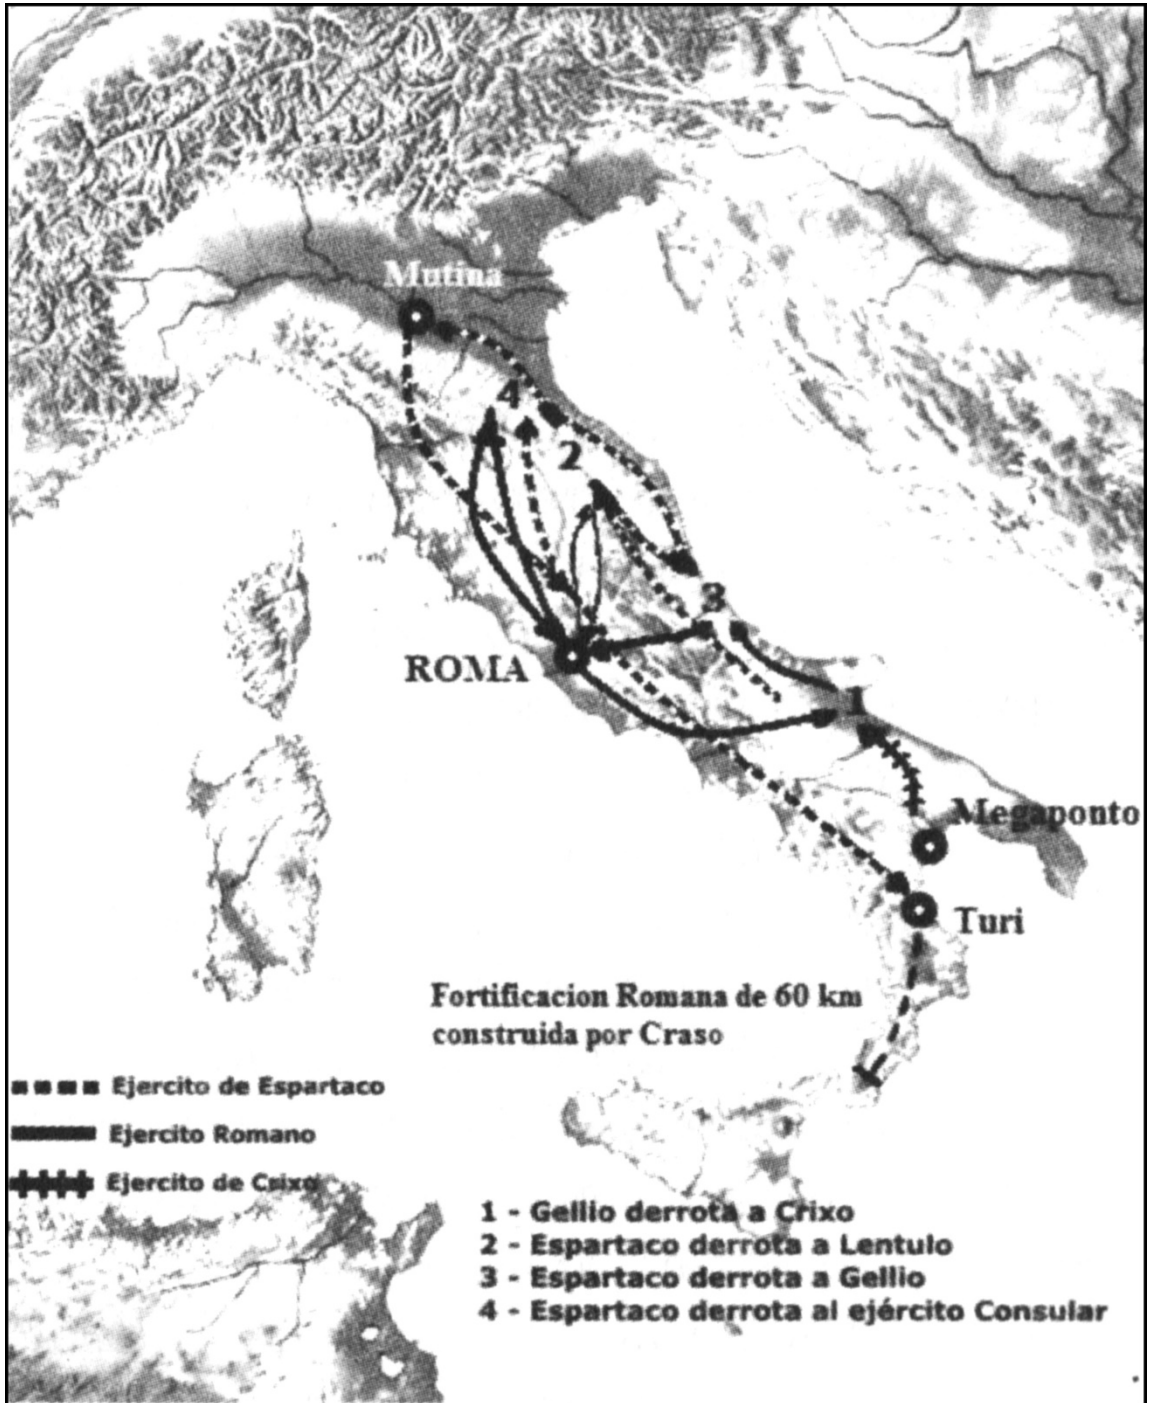 Mutina
4
2
3
ROMA
1
Megaponto
Turi
Fortificacion Romana de 60 km
construida por Craso
Ejercito de Espartaco
Ejercito Romano
Ejercito de Crixo
1 - Gellio derrota a Crixo
2 - Espartaco derrota a Lentulo
3 - Espartaco derrota a Gellio
4 - Espartaco derrota al ejército Consular